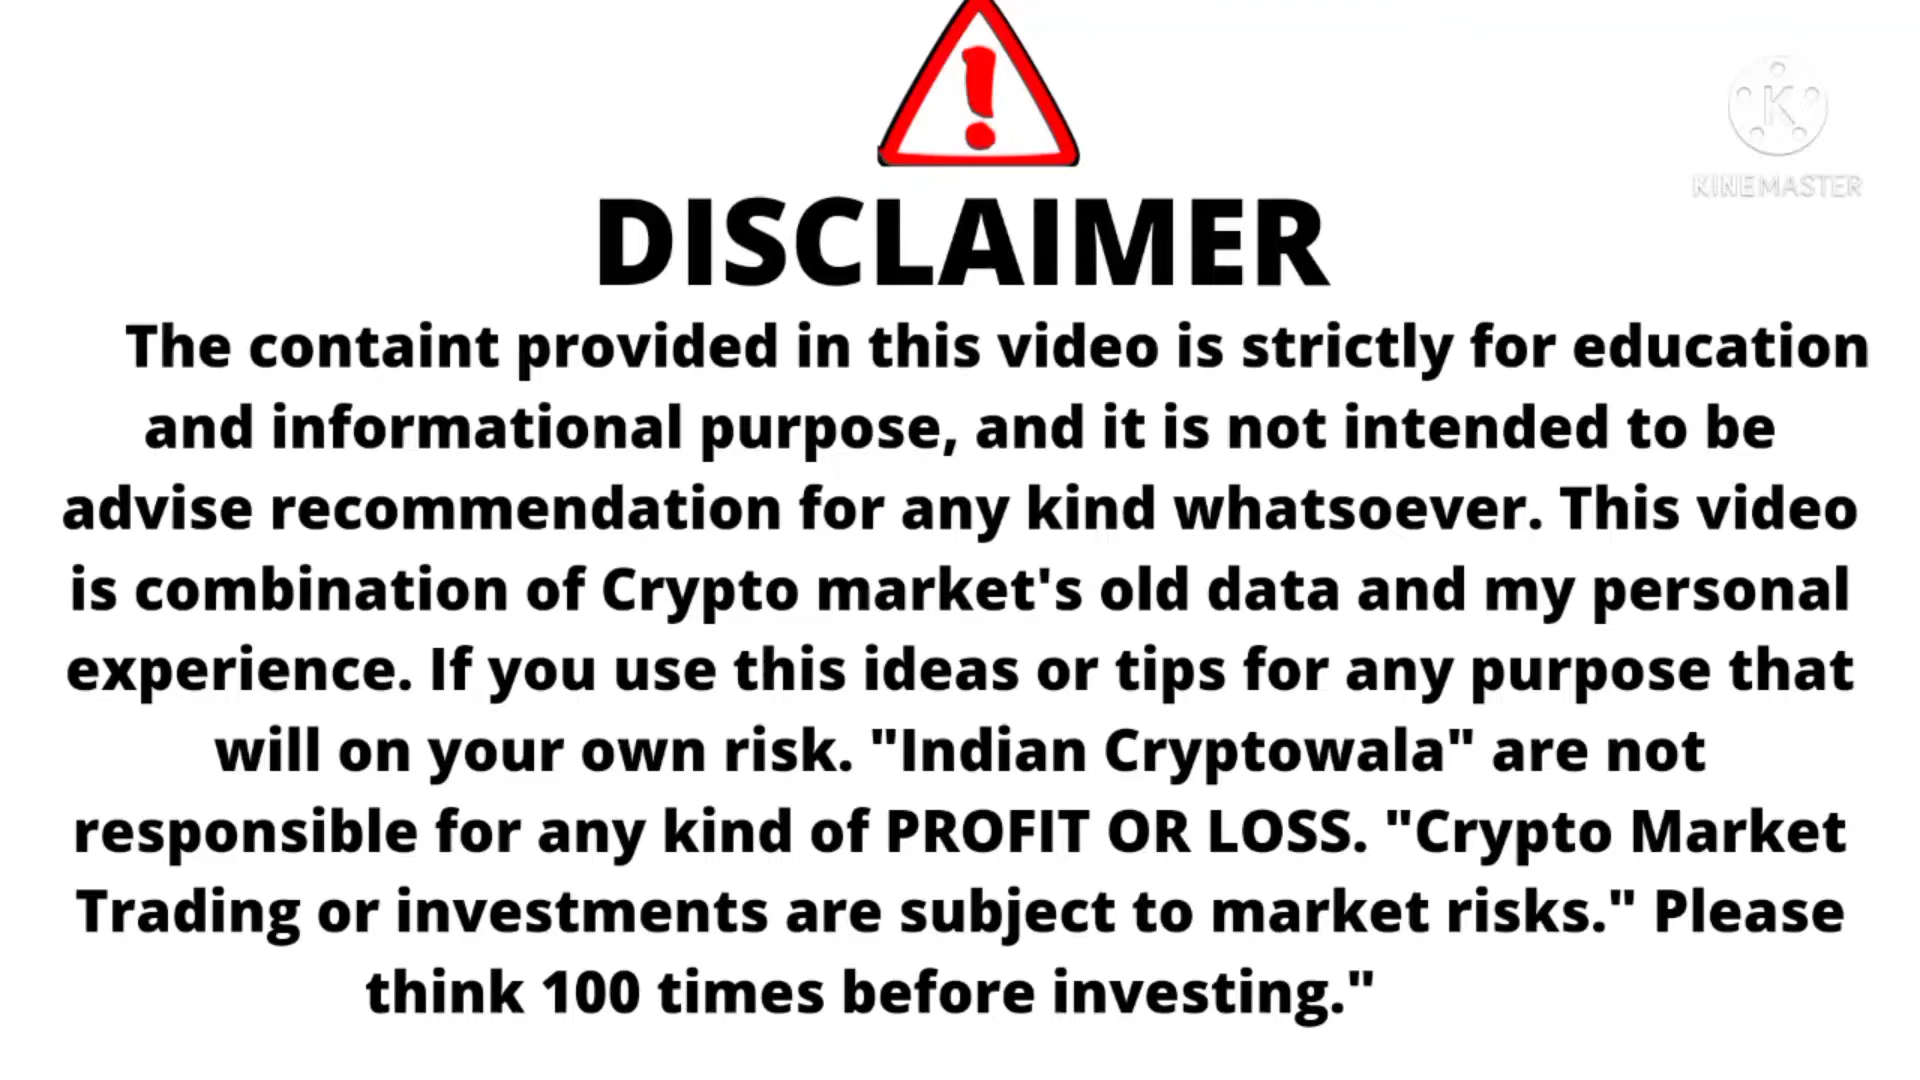 K
KINEMASTER
DISCLAIMER
The containt provided in this video is strictly for education
and informational purpose, and it is not intended to be
advise recommendation for any kind whatsoever. This video
is combination of Crypto market's old data and my personal
experience. If you use this ideas or tips for any purpose that
will on your own risk. "Indian Cryptowala" are not
responsible for any kind of PROFIT OR LOSS. "Crypto Market
Trading or investments are subject to market risks." Please
think 100 times before investing."